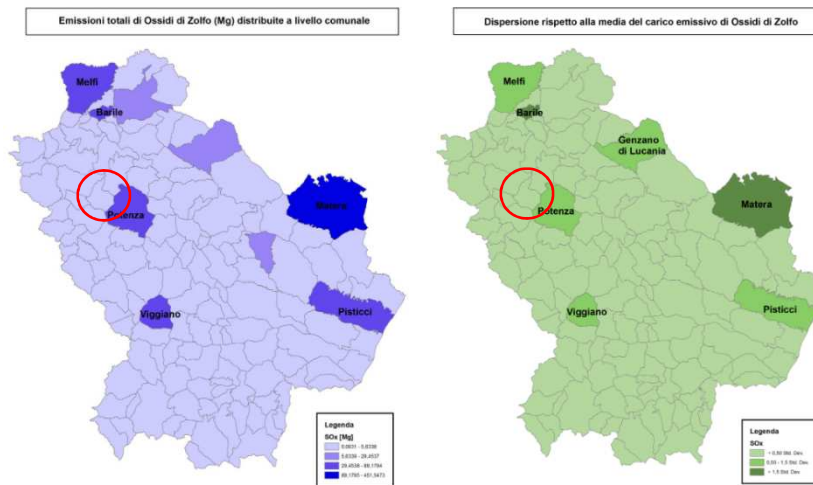 Emissioni totali di Ossidi di Zolfo (Mg) distribuite a livello comunale
Melfi
Barile
Potenza
Matera
Viggiano
Pisticci
Legenda
SOx [Mg]
Dispersione rispetto alla media del carico emissivo di Ossidi di Zolfo
Melfi
Barile
Genzano
di Lucania
Potenza
Matera
Viggiano
Pisticci
Legenda
SOx